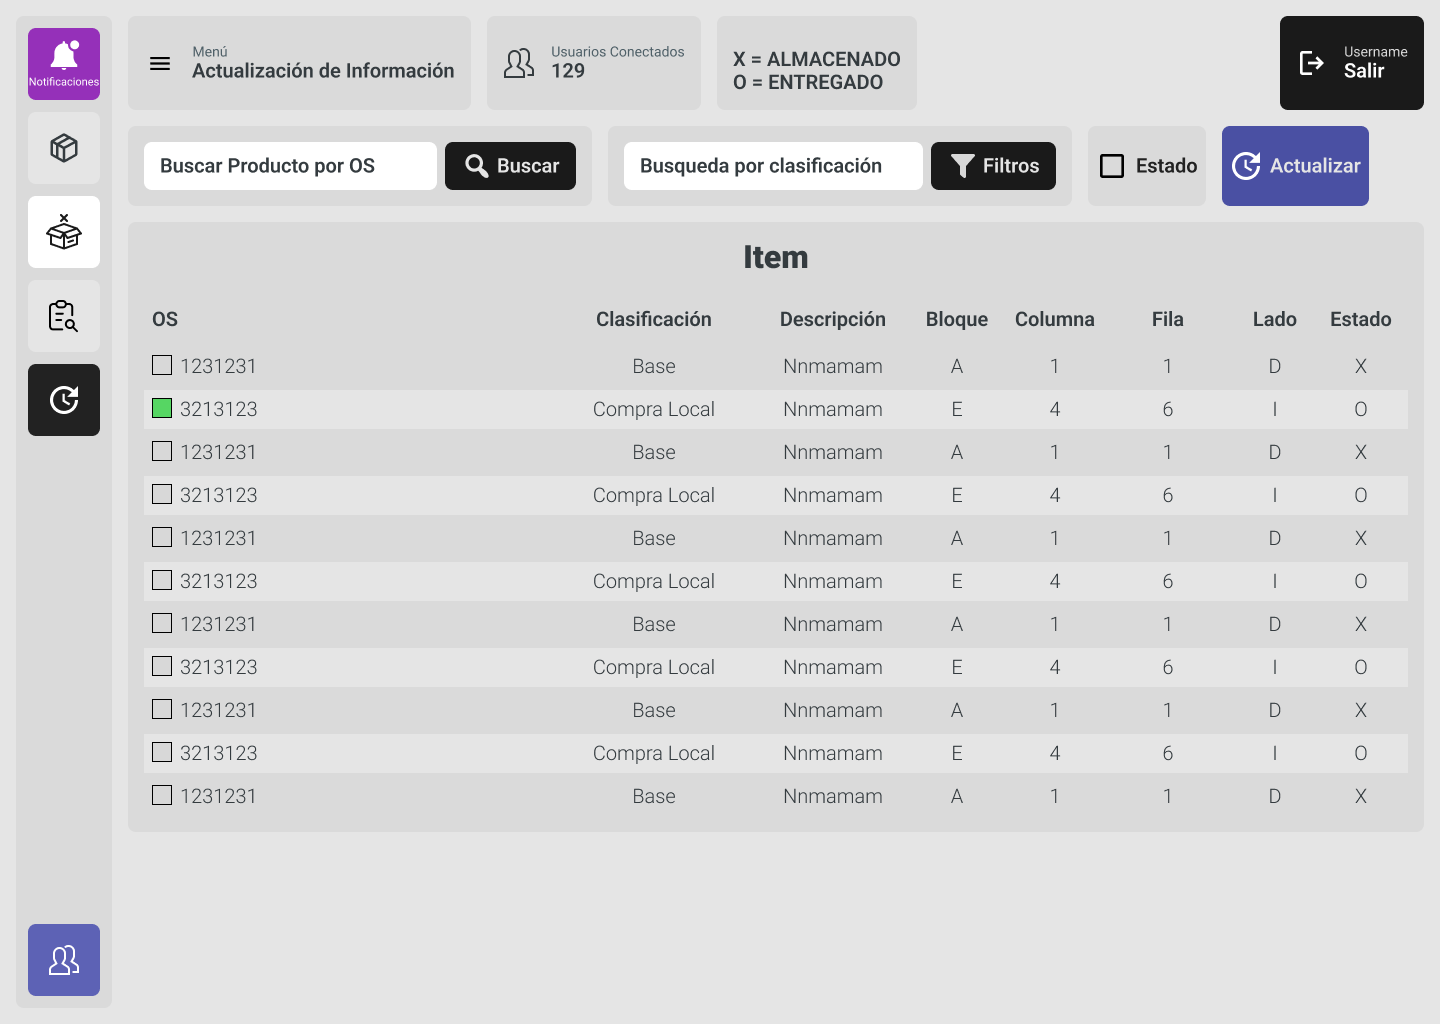 Notificaciones
Menú
Actualización de Información
Usuarios Conectados
129
X = ALMACENADO
O = ENTREGADO
Username
Salir
Buscar Producto por OS
Buscar
Busqueda por clasificación
Filtros
Estado
Actualizar
Item
OS Clasificación Descripción Bloque Columna Fila Lado Estado
1231231 Base Nnmamam A 1 1 D X
3213123 Compra Local Nnmamam E 4 6 I O
1231231 Base Nnmamam A 1 1 D X
3213123 Compra Local Nnmamam E 4 6 I O
1231231 Base Nnmamam A 1 1 D X
3213123 Compra Local Nnmamam E 4 6 I O
1231231 Base Nnmamam A 1 1 D X
3213123 Compra Local Nnmamam E 4 6 I O
1231231 Base Nnmamam A 1 1 D X
3213123 Compra Local Nnmamam E 4 6 I O
1231231 Base Nnmamam A 1 1 D X